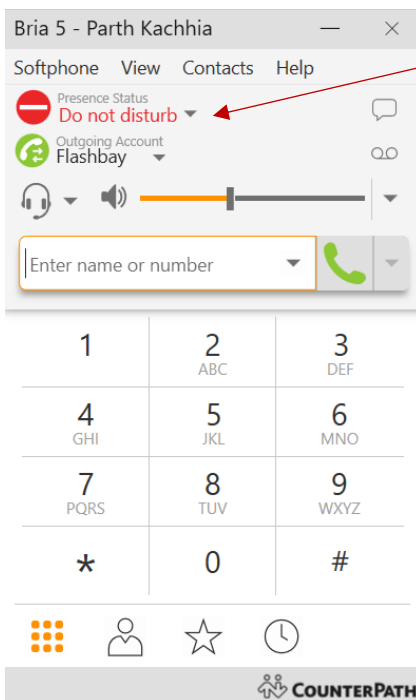 Bria 5 - Parth Kachhia
Softphone View Contacts Help
Presence Status
Do not disturb
Outgoing Account
Flashbay
Enter name or number
1 2 3
ABC DEF
4 5 6
GHI JKL MNO
7 8 9
PQRS TUV WXYZ
* 0 #
COUNTERPATH